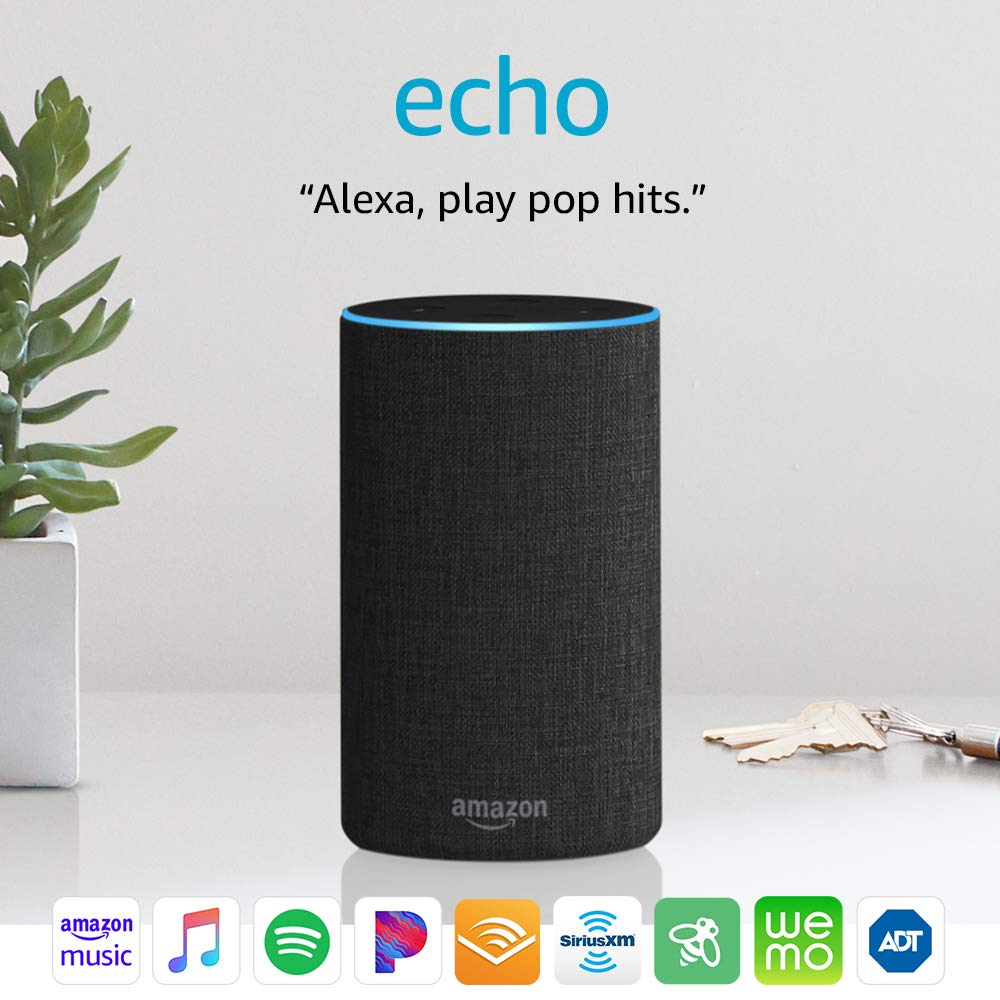 echo
“Alexa, play pop hits.”
amazon
amazon
music
SiriusXM
we
mo
ADT